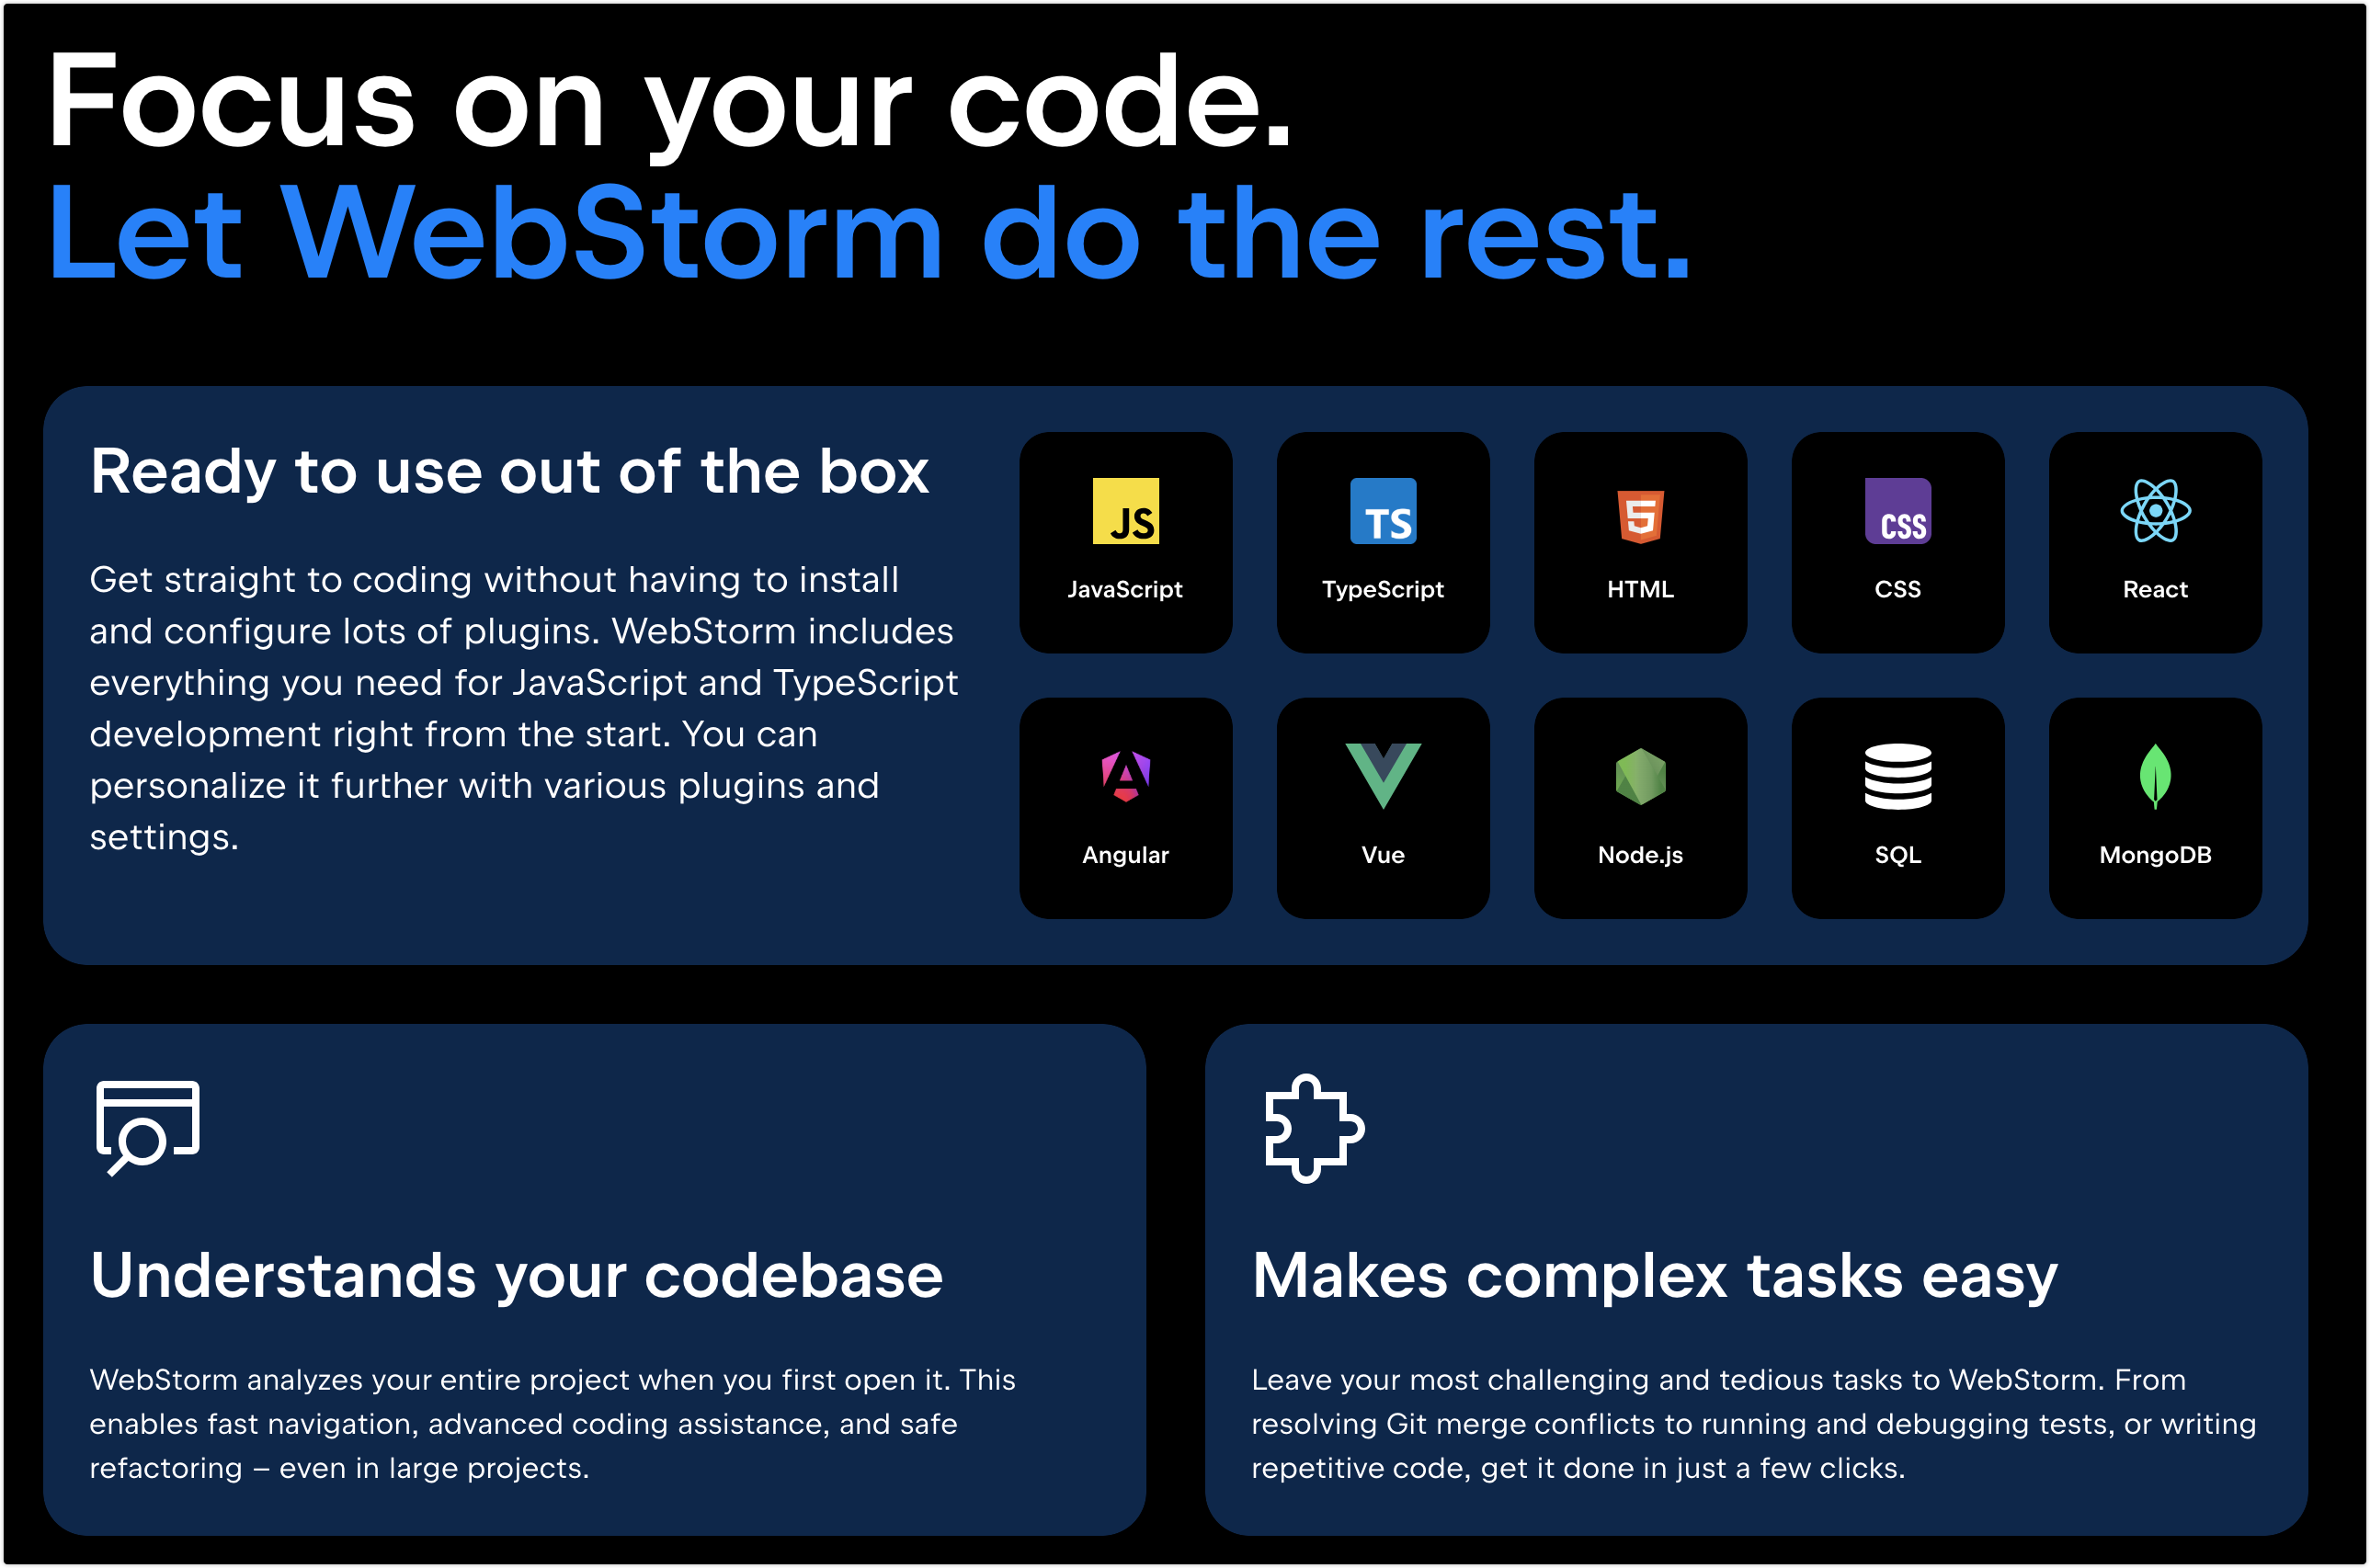 Focus on your code.
Let WebStorm do the rest.
Ready to use out of the box
Get straight to coding without having to install
and configure lots of plugins. WebStorm includes
everything you need for JavaScript and TypeScript
development right from the start. You can
personalize it further with various plugins and
settings.
JS
JavaScript
TS
TypeScript
5
HTML
CSS
CSS
React
Angular
Vue
Node.js
SQL
MongoDB
Understands your codebase
WebStorm analyzes your entire project when you first open it. This
enables fast navigation, advanced coding assistance, and safe
refactoring – even in large projects.
Makes complex tasks easy
Leave your most challenging and tedious tasks to WebStorm. From
resolving Git merge conflicts to running and debugging tests, or writing
repetitive code, get it done in just a few clicks.